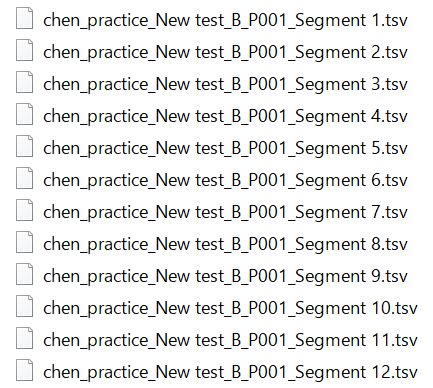 chen_practice_New test_B_P001_Segment 1.tsv
chen_practice_New test_B_P001_Segment 2.tsv
chen_practice_New test_B_P001_Segment 3.tsv
chen_practice_New test_B_P001_Segment 4.tsv
chen_practice_New test_B_P001_Segment 5.tsv
chen_practice_New test_B_P001_Segment 6.tsv
chen_practice_New test_B_P001_Segment 7.tsv
chen_practice_New test_B_P001_Segment 8.tsv
chen_practice_New test_B_P001_Segment 9.tsv
chen_practice_New test_B_P001_Segment 10.tsv
chen_practice_New test_B_P001_Segment 11.tsv
chen_practice_New test_B_P001_Segment 12.tsv